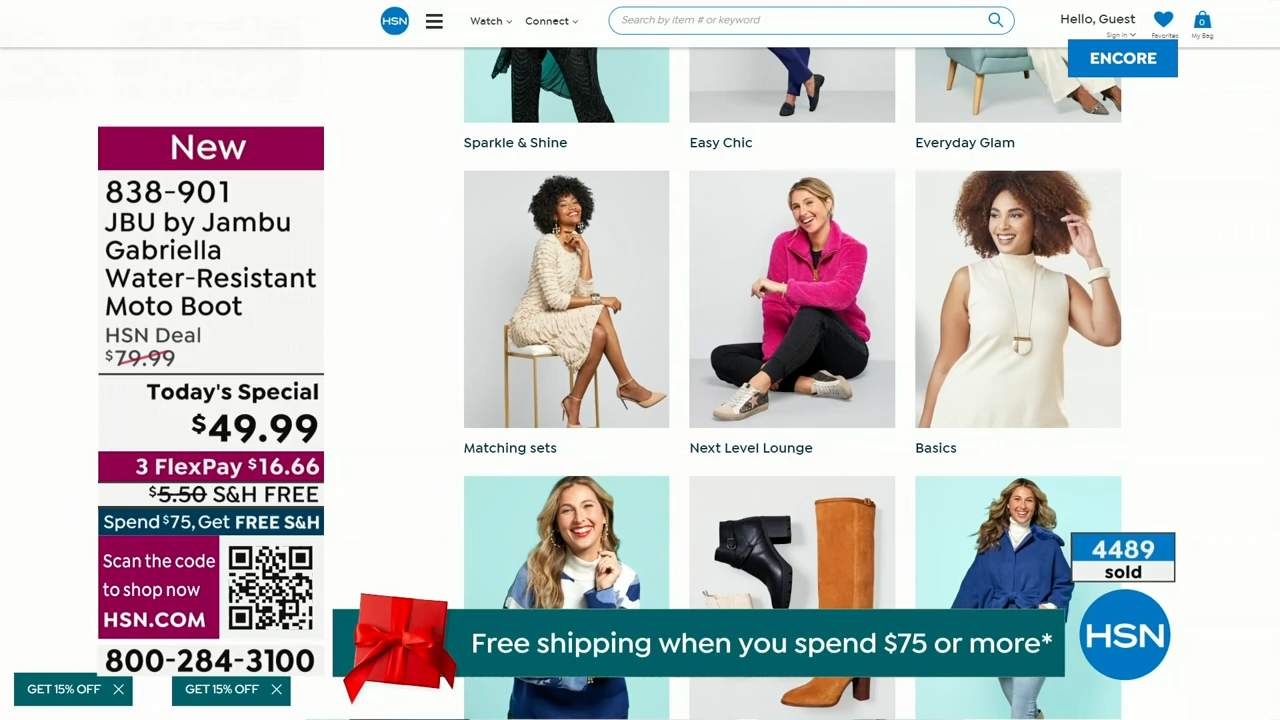 HSN
Watch
Connect
Search by item # or keyword
Hello, Guest
Sign In
Favorites
0
My Bag
ENCORE
Sparkle & Shine
Easy Chic
Everyday Glam
New
838-901
JBU by Jambu
Gabriella
Water-Resistant
Moto Boot
HSN Deal
$79.99
Today's Special
$49.99
3 FlexPay $16.66
$5.50 S&H FREE
Spend $75, Get FREE S&H
Scan the code
to shop now
HSN.COM
800-284-3100
GET 15% OFF
GET 15% OFF
Matching sets
Next Level Lounge
Basics
4489
sold
Free shipping when you spend $75 or more*
HSN